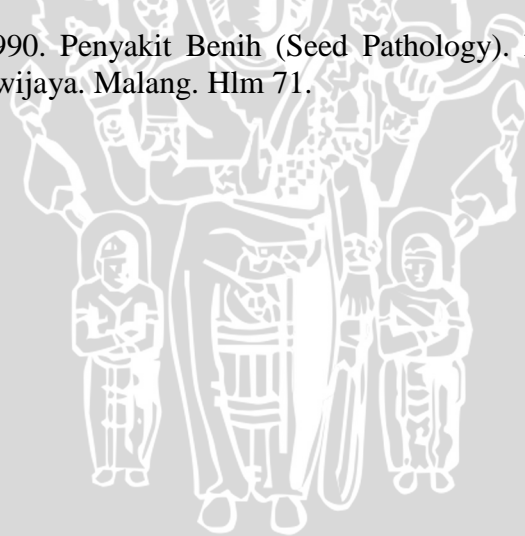 990. Penyakit Benih (Seed Pathology).
wijaya. Malang. Hlm 71.